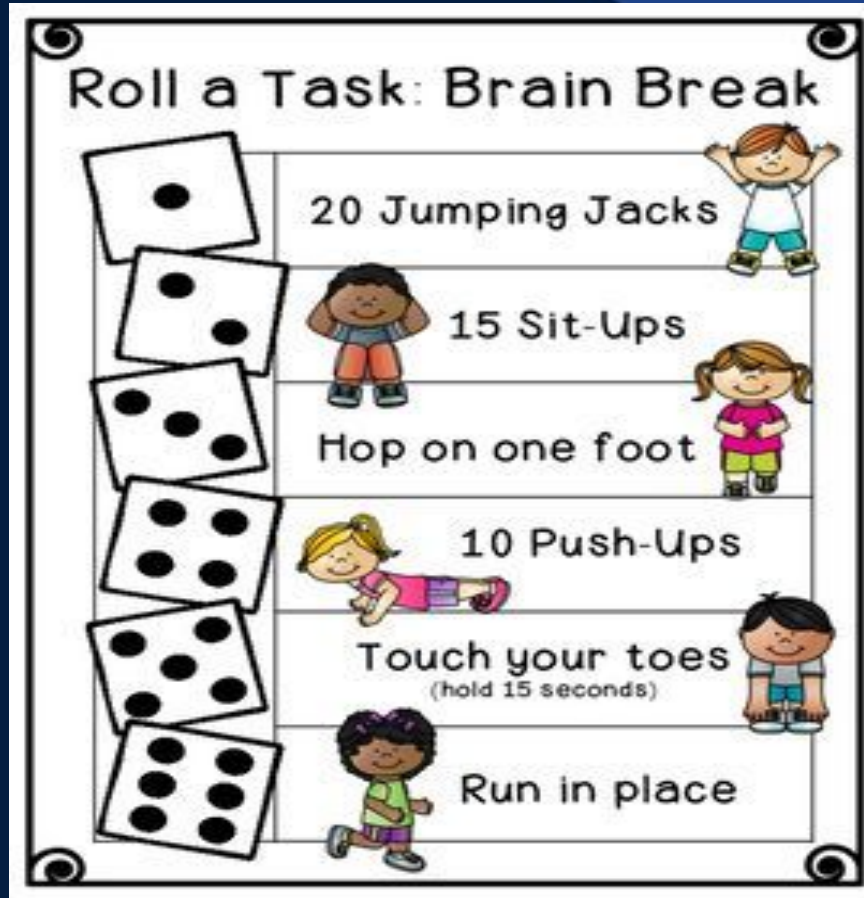 Roll a Task: Brain Break
20 Jumping Jacks
15 Sit-Ups
Hop on one foot
10 Push-Ups
Touch your toes
(hold 15 seconds)
Run in place